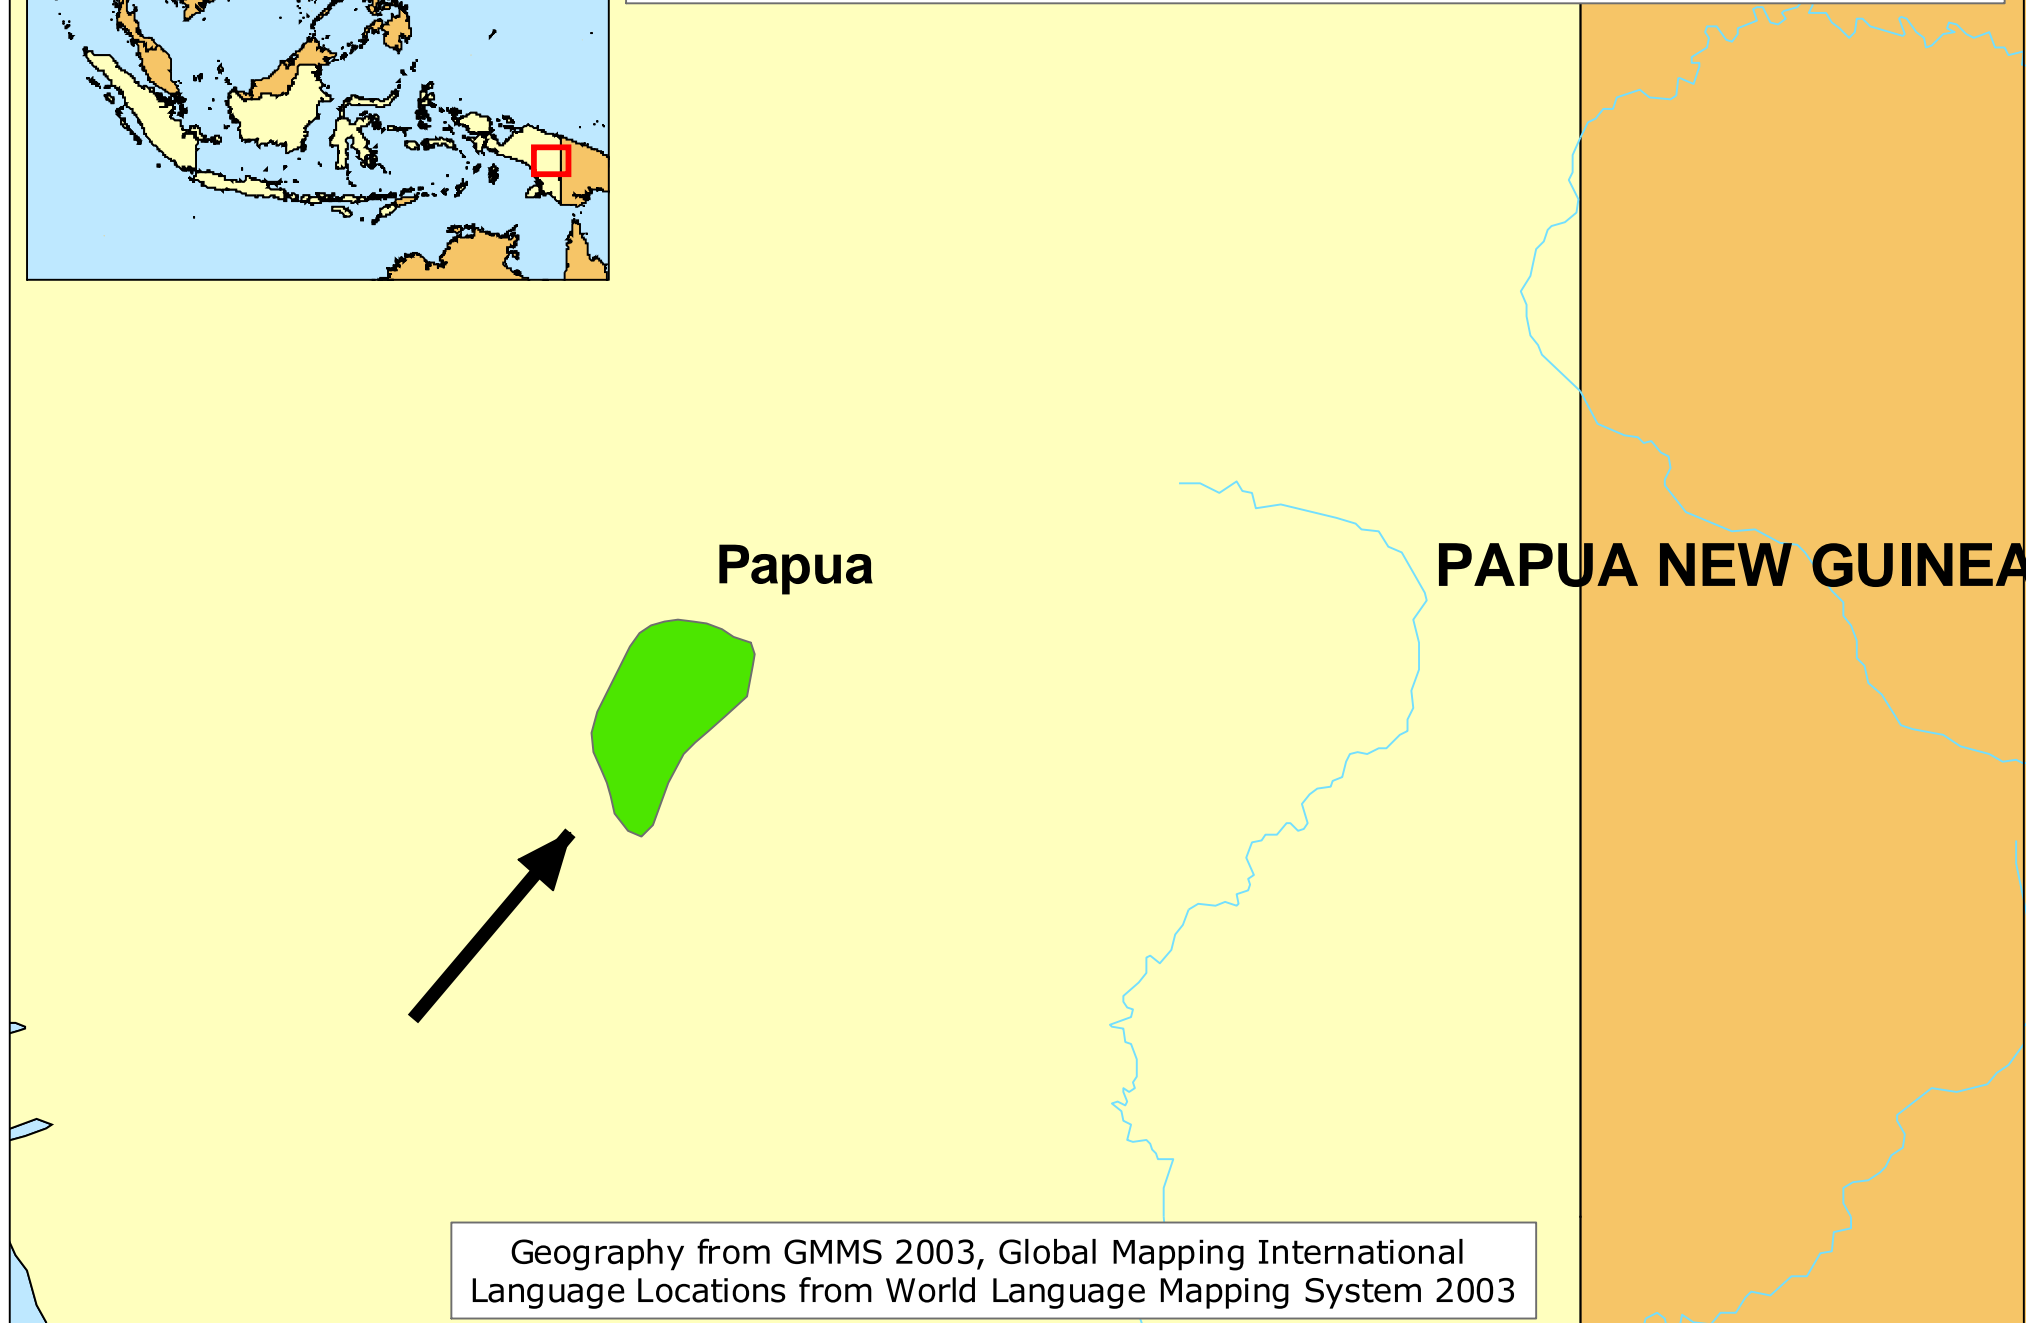 Papua
PAPUA NEW GUINEA
Geography from GMMS 2003, Global Mapping International
Language Locations from World Language Mapping System 2003